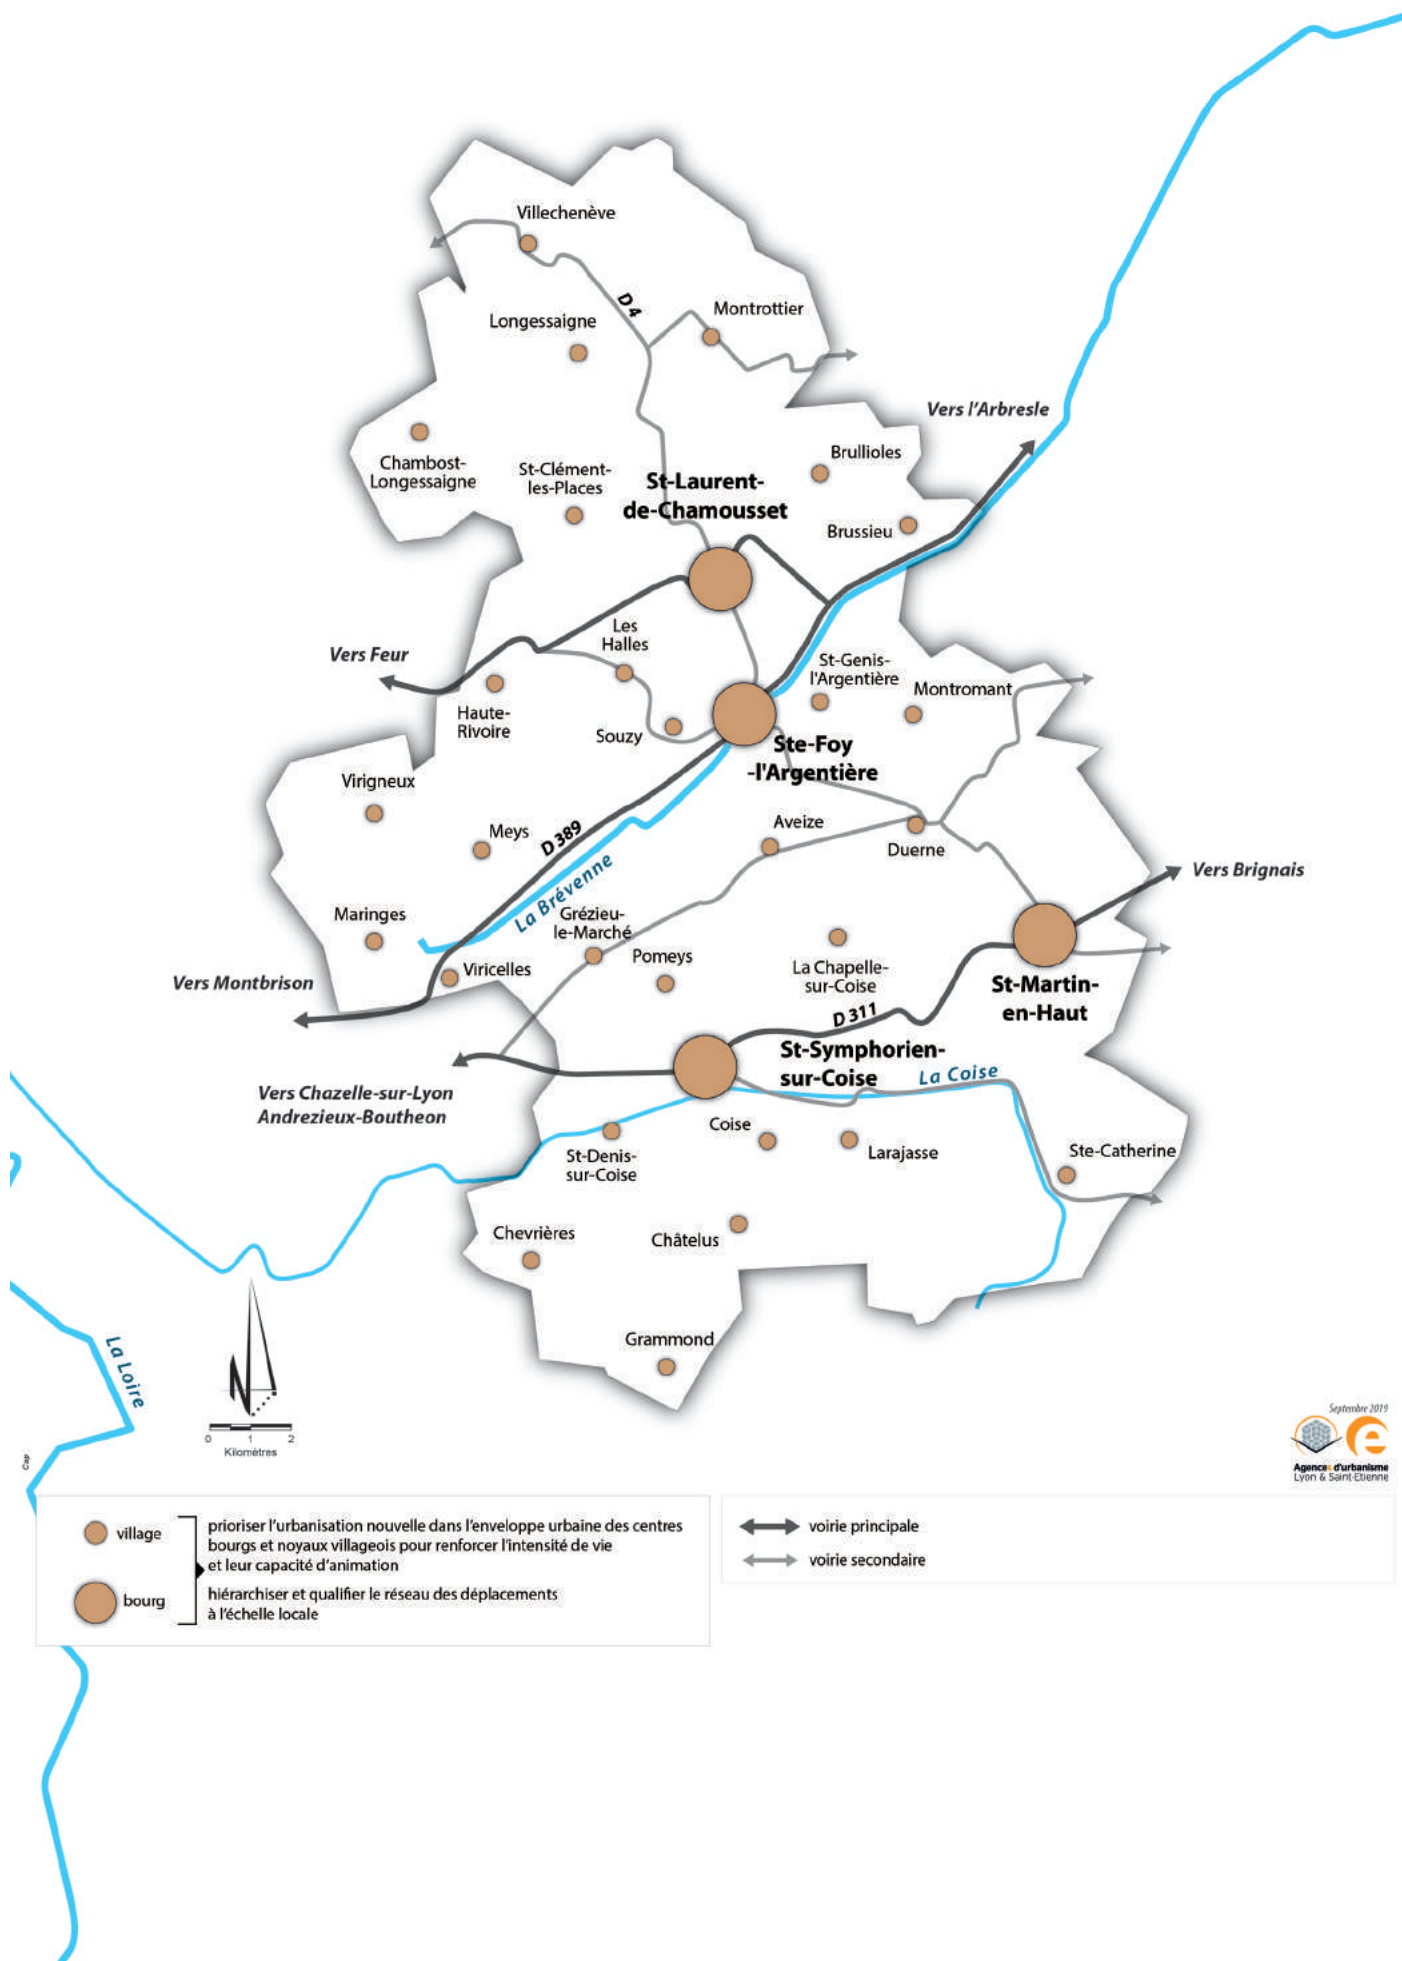 Villechenève
D 4
Montrottier
Longessaigne
Vers l'Arbresle
Brullioles
Chambost-
Longessaigne
St-Clément-
les-Places
St-Laurent-
de-Chamousset
Brussieu
Les
Halles
Vers Feur
St-Genis-
l'Argentière
Montromant
Haute-
Rivoire
Souzy
Ste-Foy
-l'Argentière
Virigneux
Meys
D 389
Aveize
Duerne
La Brévenne
Vers Brignais
Maringes
Grézieu-
le-Marché
Pomeys
Viricelles
La Chapelle-
sur-Coise
Vers Montbrison
St-Martin-
en-Haut
D 311
St-Symphorien-
sur-Coise
La Coise
Vers Chazelle-sur-Lyon
Andrezieux-Boutheon
Coise
St-Denis-
sur-Coise
Larajasse
Ste-Catherine
Chevrières
Châtelus
Grammond
La Loire
N
0 1 2
Kilomètres
Cap
Septembre 2019
e
Agences d'urbanisme
Lyon & Saint-Etienne
village
prioriser l'urbanisation nouvelle dans l'enveloppe urbaine des centres
bourgs et noyaux villageois pour renforcer l'intensité de vie
et leur capacité d'animation
bourg
hiérarchiser et qualifier le réseau des déplacements
à l'échelle locale
voirie principale
voirie secondaire